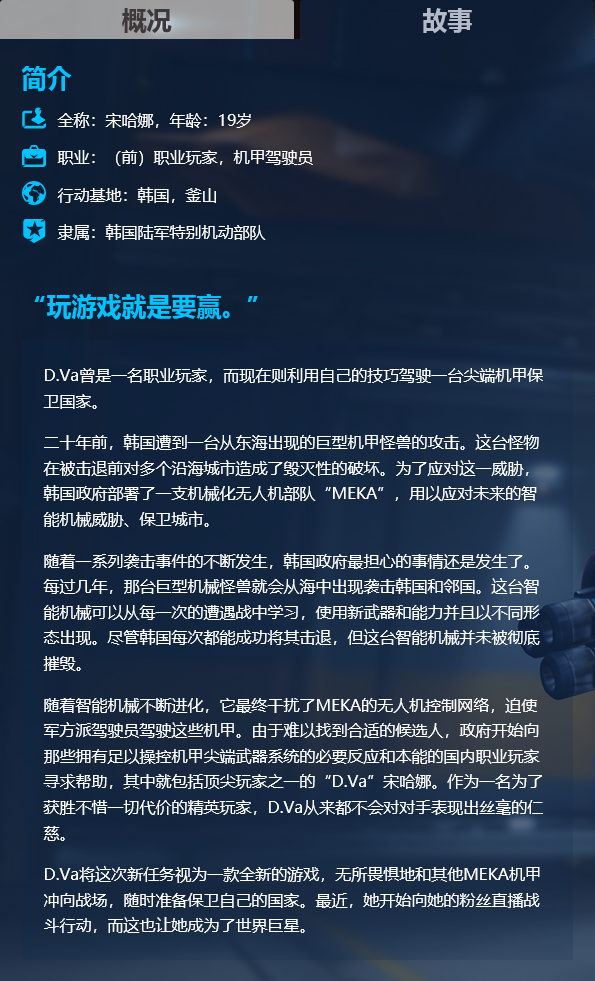 概况
故事
简介
全称：宋哈娜，年龄：19岁
职业：（前）职业玩家，机甲驾驶员
行动基地：韩国，釜山
隶属：韩国陆军特别机动部队
“玩游戏就是要赢。”
D.Va曾是一名职业玩家，而现在则利用自己的技巧驾驶一台尖端机甲保
卫国家。
二十年前，韩国遭到一台从东海出现的巨型机甲怪兽的攻击。这台怪物
在被击退前对多个沿海城市造成了毁灭性的破坏。为了应对这一威胁，
韩国政府部署了一支机械化无人机部队“MEKA”，用以应对未来的智
能机械威胁、保卫城市。
随着一系列袭击事件的不断发生，韩国政府最担心的事情还是发生了。
每过几年，那台巨型机械怪兽就会从海中出现袭击韩国和邻国。这台智
能机械可以从每一次的遭遇战中学习，使用新武器和能力并且以不同形
态出现。尽管韩国每次都能成功将其击退，但这台智能机械并未被彻底
摧毁。
随着智能机械不断进化，它最终干扰了MEKA的无人机控制网络，迫使
军方派驾驶员驾驶这些机甲。由于难以找到合适的候选人，政府开始向
那些拥有足以操控机甲尖端武器系统的必要反应和本能的国内职业玩家
寻求帮助，其中就包括顶尖玩家之一的“D.Va”宋哈娜。作为一名为了
获胜不惜一切代价的精英玩家，D.Va从来都不会对对手表现出丝毫的仁
慈。
D.Va将这次新任务视为一款全新的游戏，无所畏惧地和其他MEKA机甲
冲向战场，随时准备保卫自己的国家。最近，她开始向她的粉丝直播战
斗行动，而这也让她成为了世界巨星。